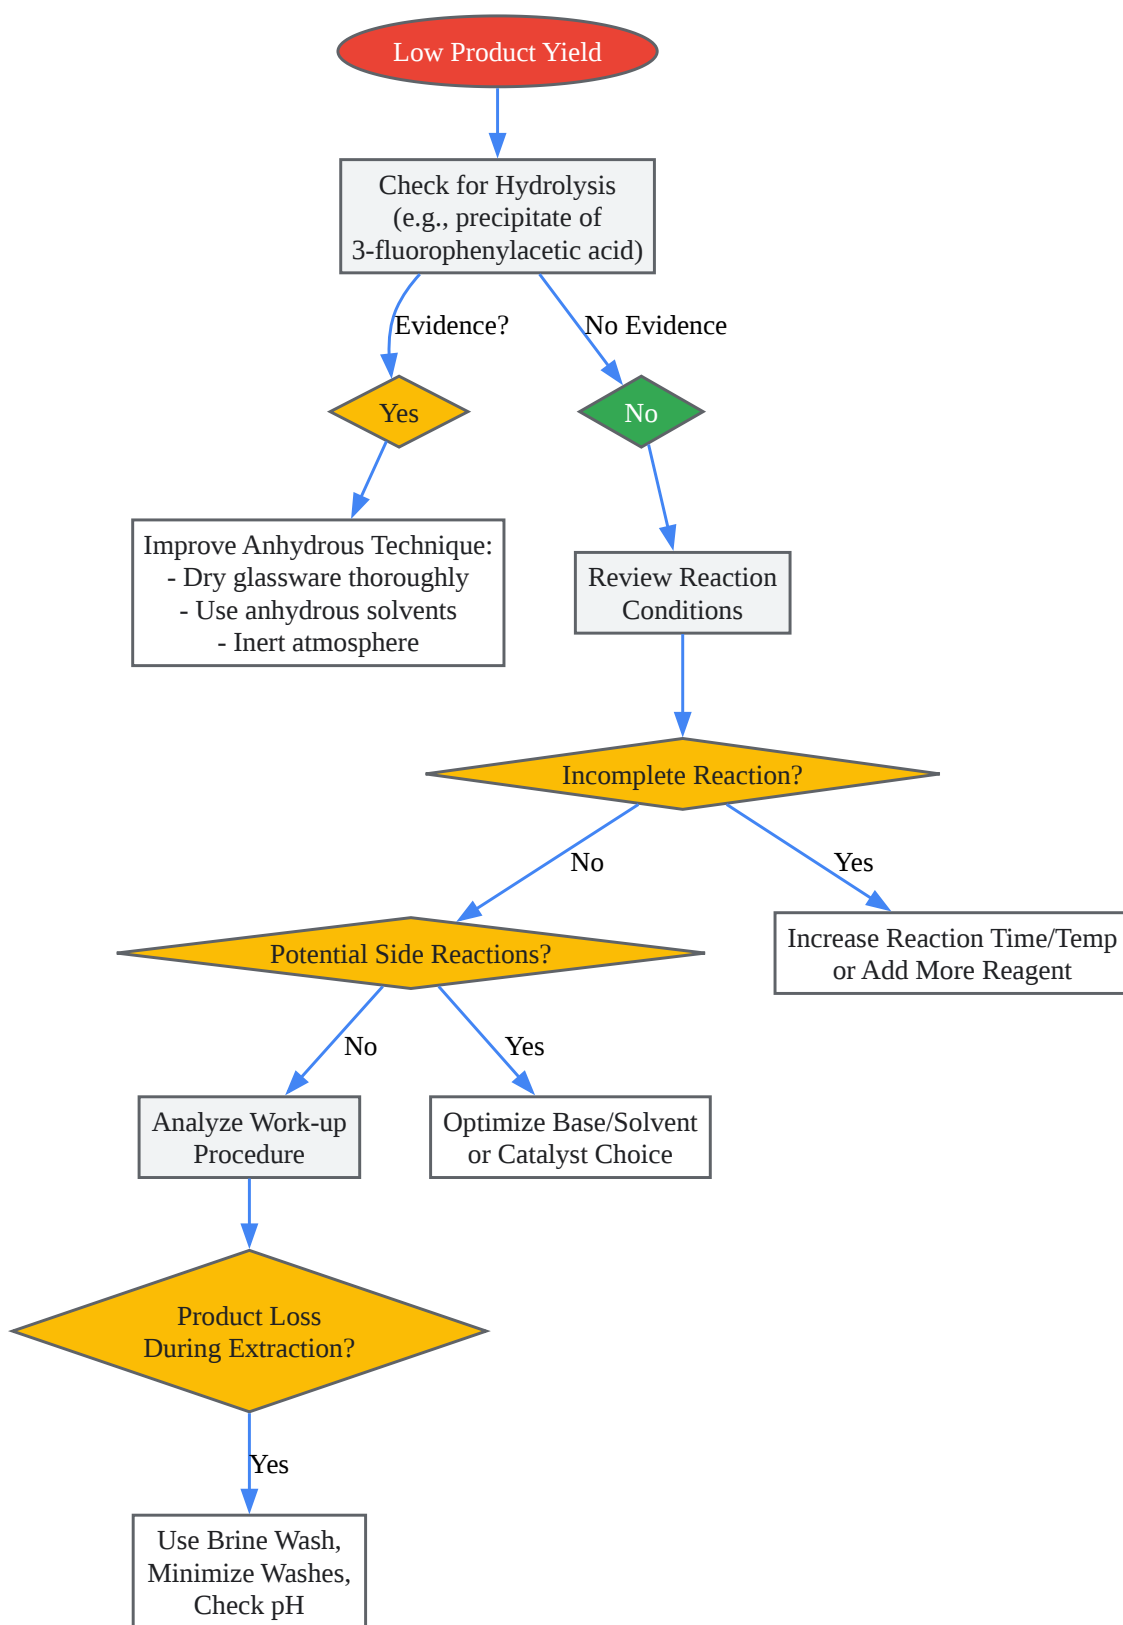 Low Product Yield
Check for Hydrolysis
(e.g., precipitate of
3-fluorophenylacetic acid)
Evidence?
No Evidence
Yes
No
Improve Anhydrous Technique:
- Dry glassware thoroughly
- Use anhydrous solvents
- Inert atmosphere
Review Reaction
Conditions
Incomplete Reaction?
No
Yes
Potential Side Reactions?
Increase Reaction Time/Temp
or Add More Reagent
No
Yes
Analyze Work-up
Procedure
Optimize Base/Solvent
or Catalyst Choice
Product Loss
During Extraction?
Yes
Use Brine Wash,
Minimize Washes,
Check pH